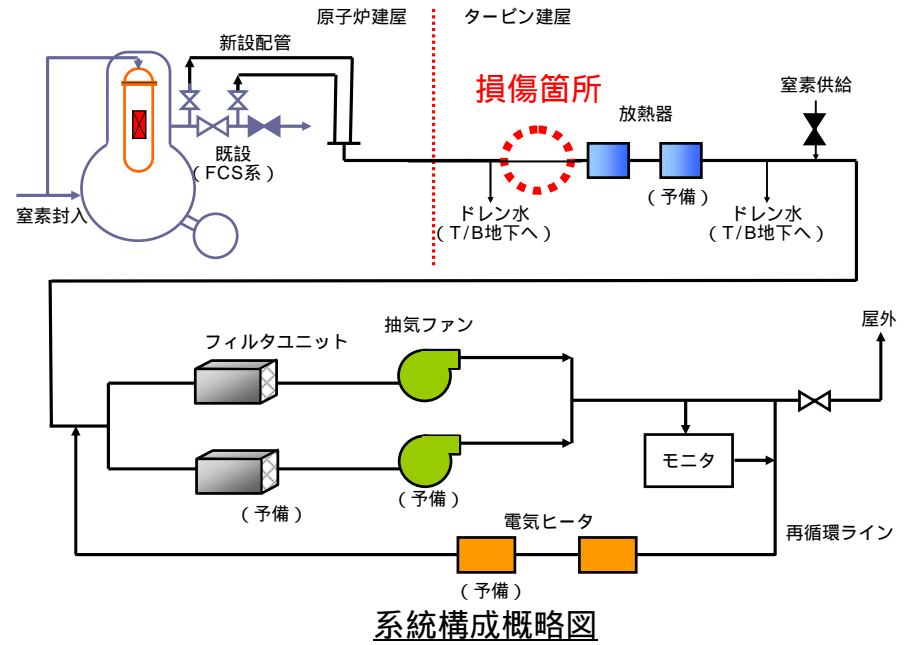 原子炉建屋
タービン建屋
新設配管
損傷箇所
窒素供給
放熱器
既設
（FCS系）
（予備）
窒素封入
ドレン水
（T/B地下へ）
ドレン水
（T/B地下へ）
屋外
抽気ファン
フィルタユニット
モニタ
（予備）
（予備）
電気ヒータ
再循環ライン
（予備）
系統構成概略図